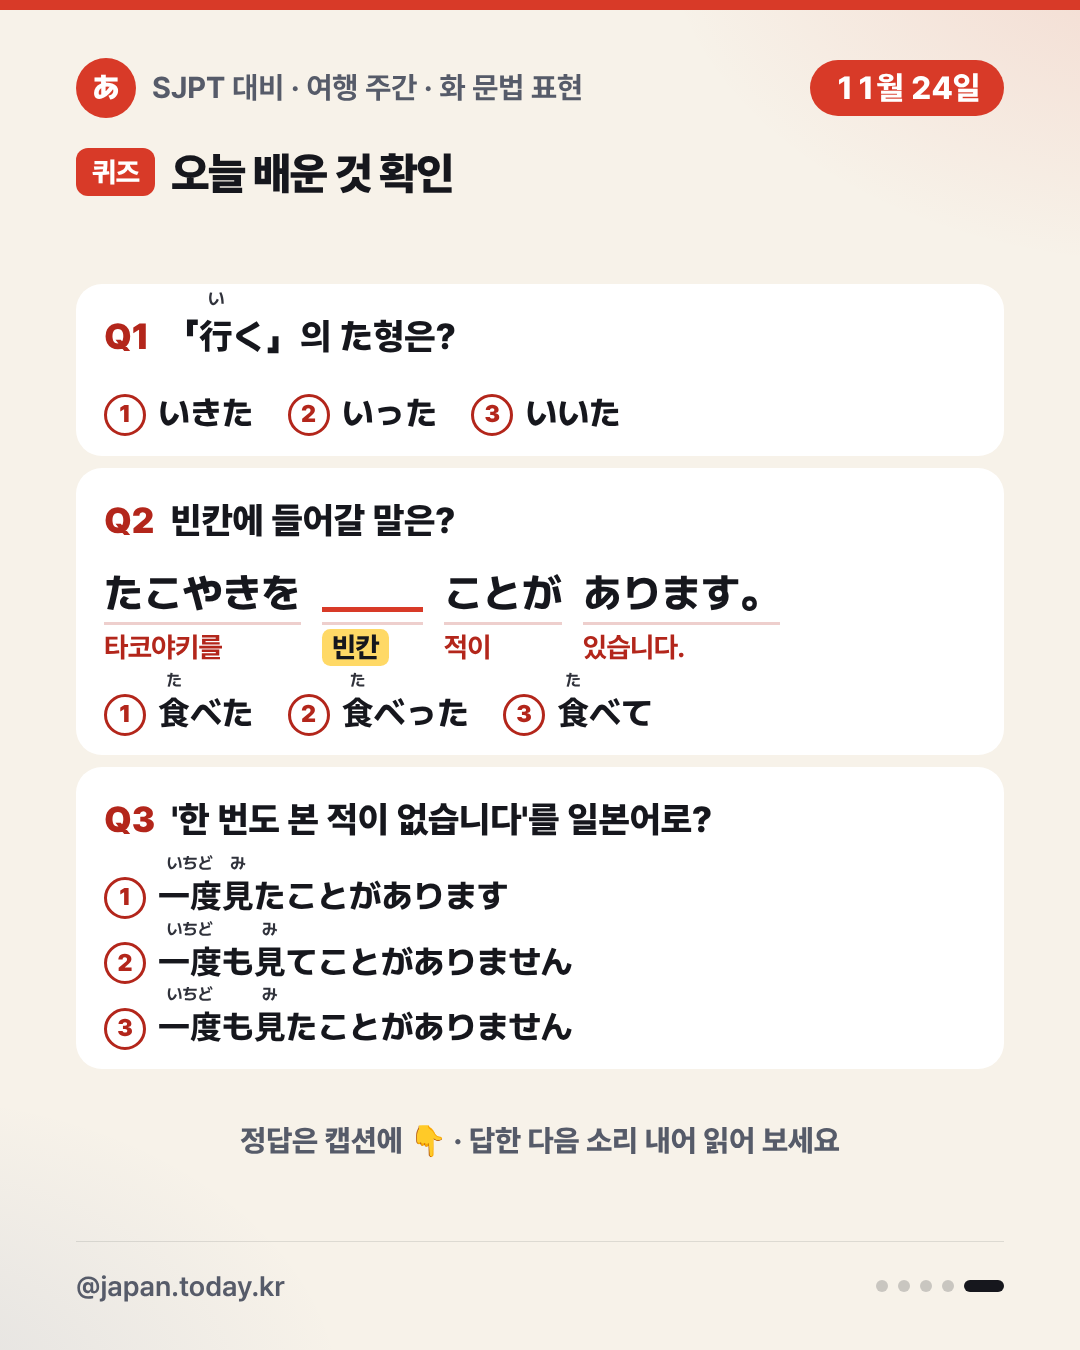 あ SJPT 대비 · 여행 주간 · 화 문법 표현 11월 24일
퀴즈 오늘 배운 것 확인
い
Q1 「行く」의 た형은?
1 いきた 2 いった 3 いいた
Q2 빈칸에 들어갈 말은?
たこやきを ____ ことが あります。
타코야키를 빈칸 적이 있습니다.
た た た
1 食べた 2 食べった 3 食べて
Q3 '한 번도 본 적이 없습니다'를 일본어로?
いちど み
1 一度見たことがあります
いちど み
2 一度も見てことがありません
いちど み
3 一度も見たことがありません
정답은 캡션에 👇 · 답한 다음 소리 내어 읽어 보세요
@japan.today.kr